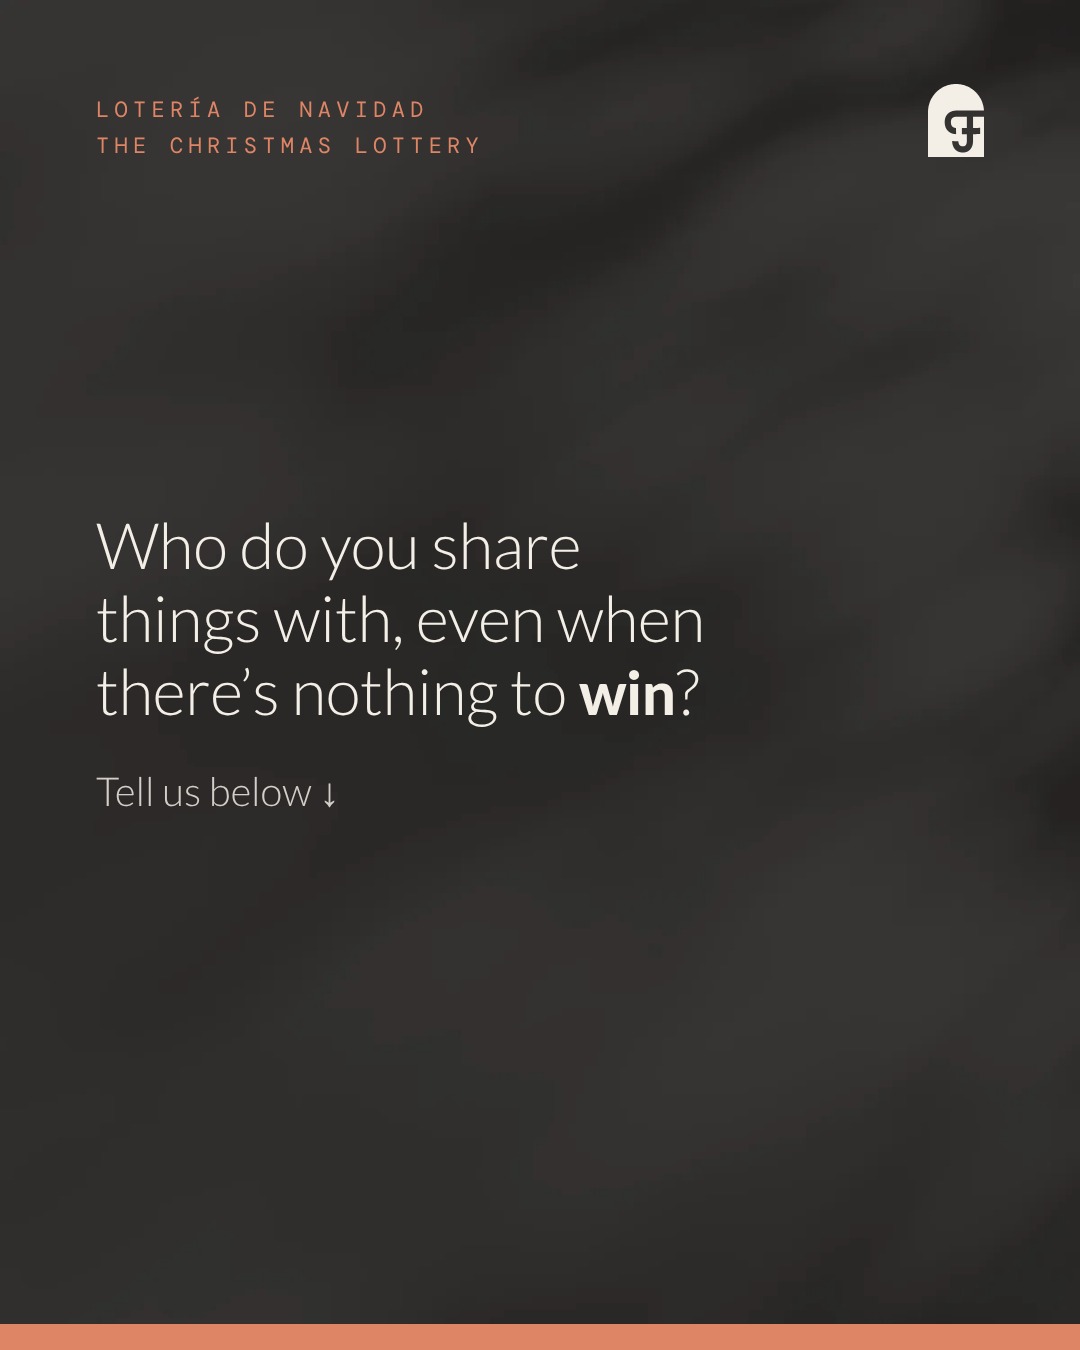 LOTERÍA DE NAVIDAD
THE CHRISTMAS LOTTERY
Who do you share
things with, even when
there’s nothing to win?
Tell us below ↓